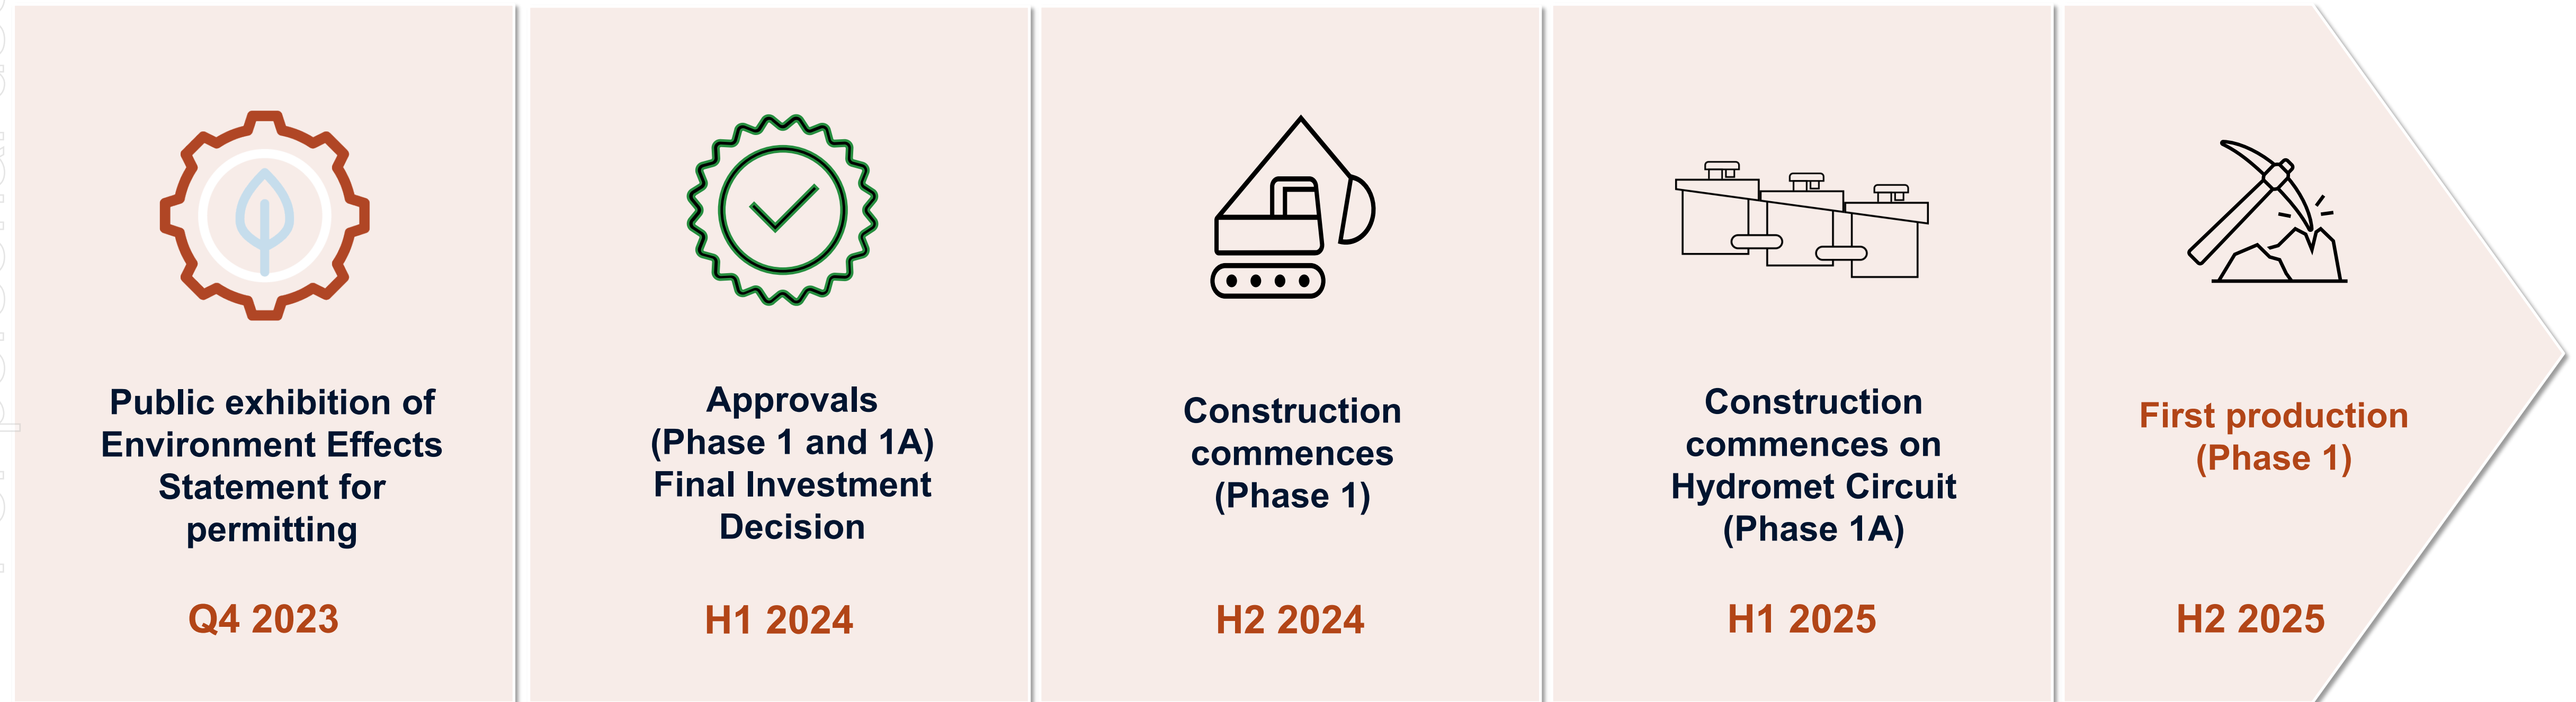 Public exhibition of
Environment Effects
Statement for
permitting
Q4 2023
Approvals
(Phase 1 and 1A)
Final Investment
Decision
H1 2024
Construction
commences
(Phase 1)
H2 2024
Construction
commences on
Hydromet Circuit
(Phase 1A)
H1 2025
First production
(Phase 1)
H2 2025